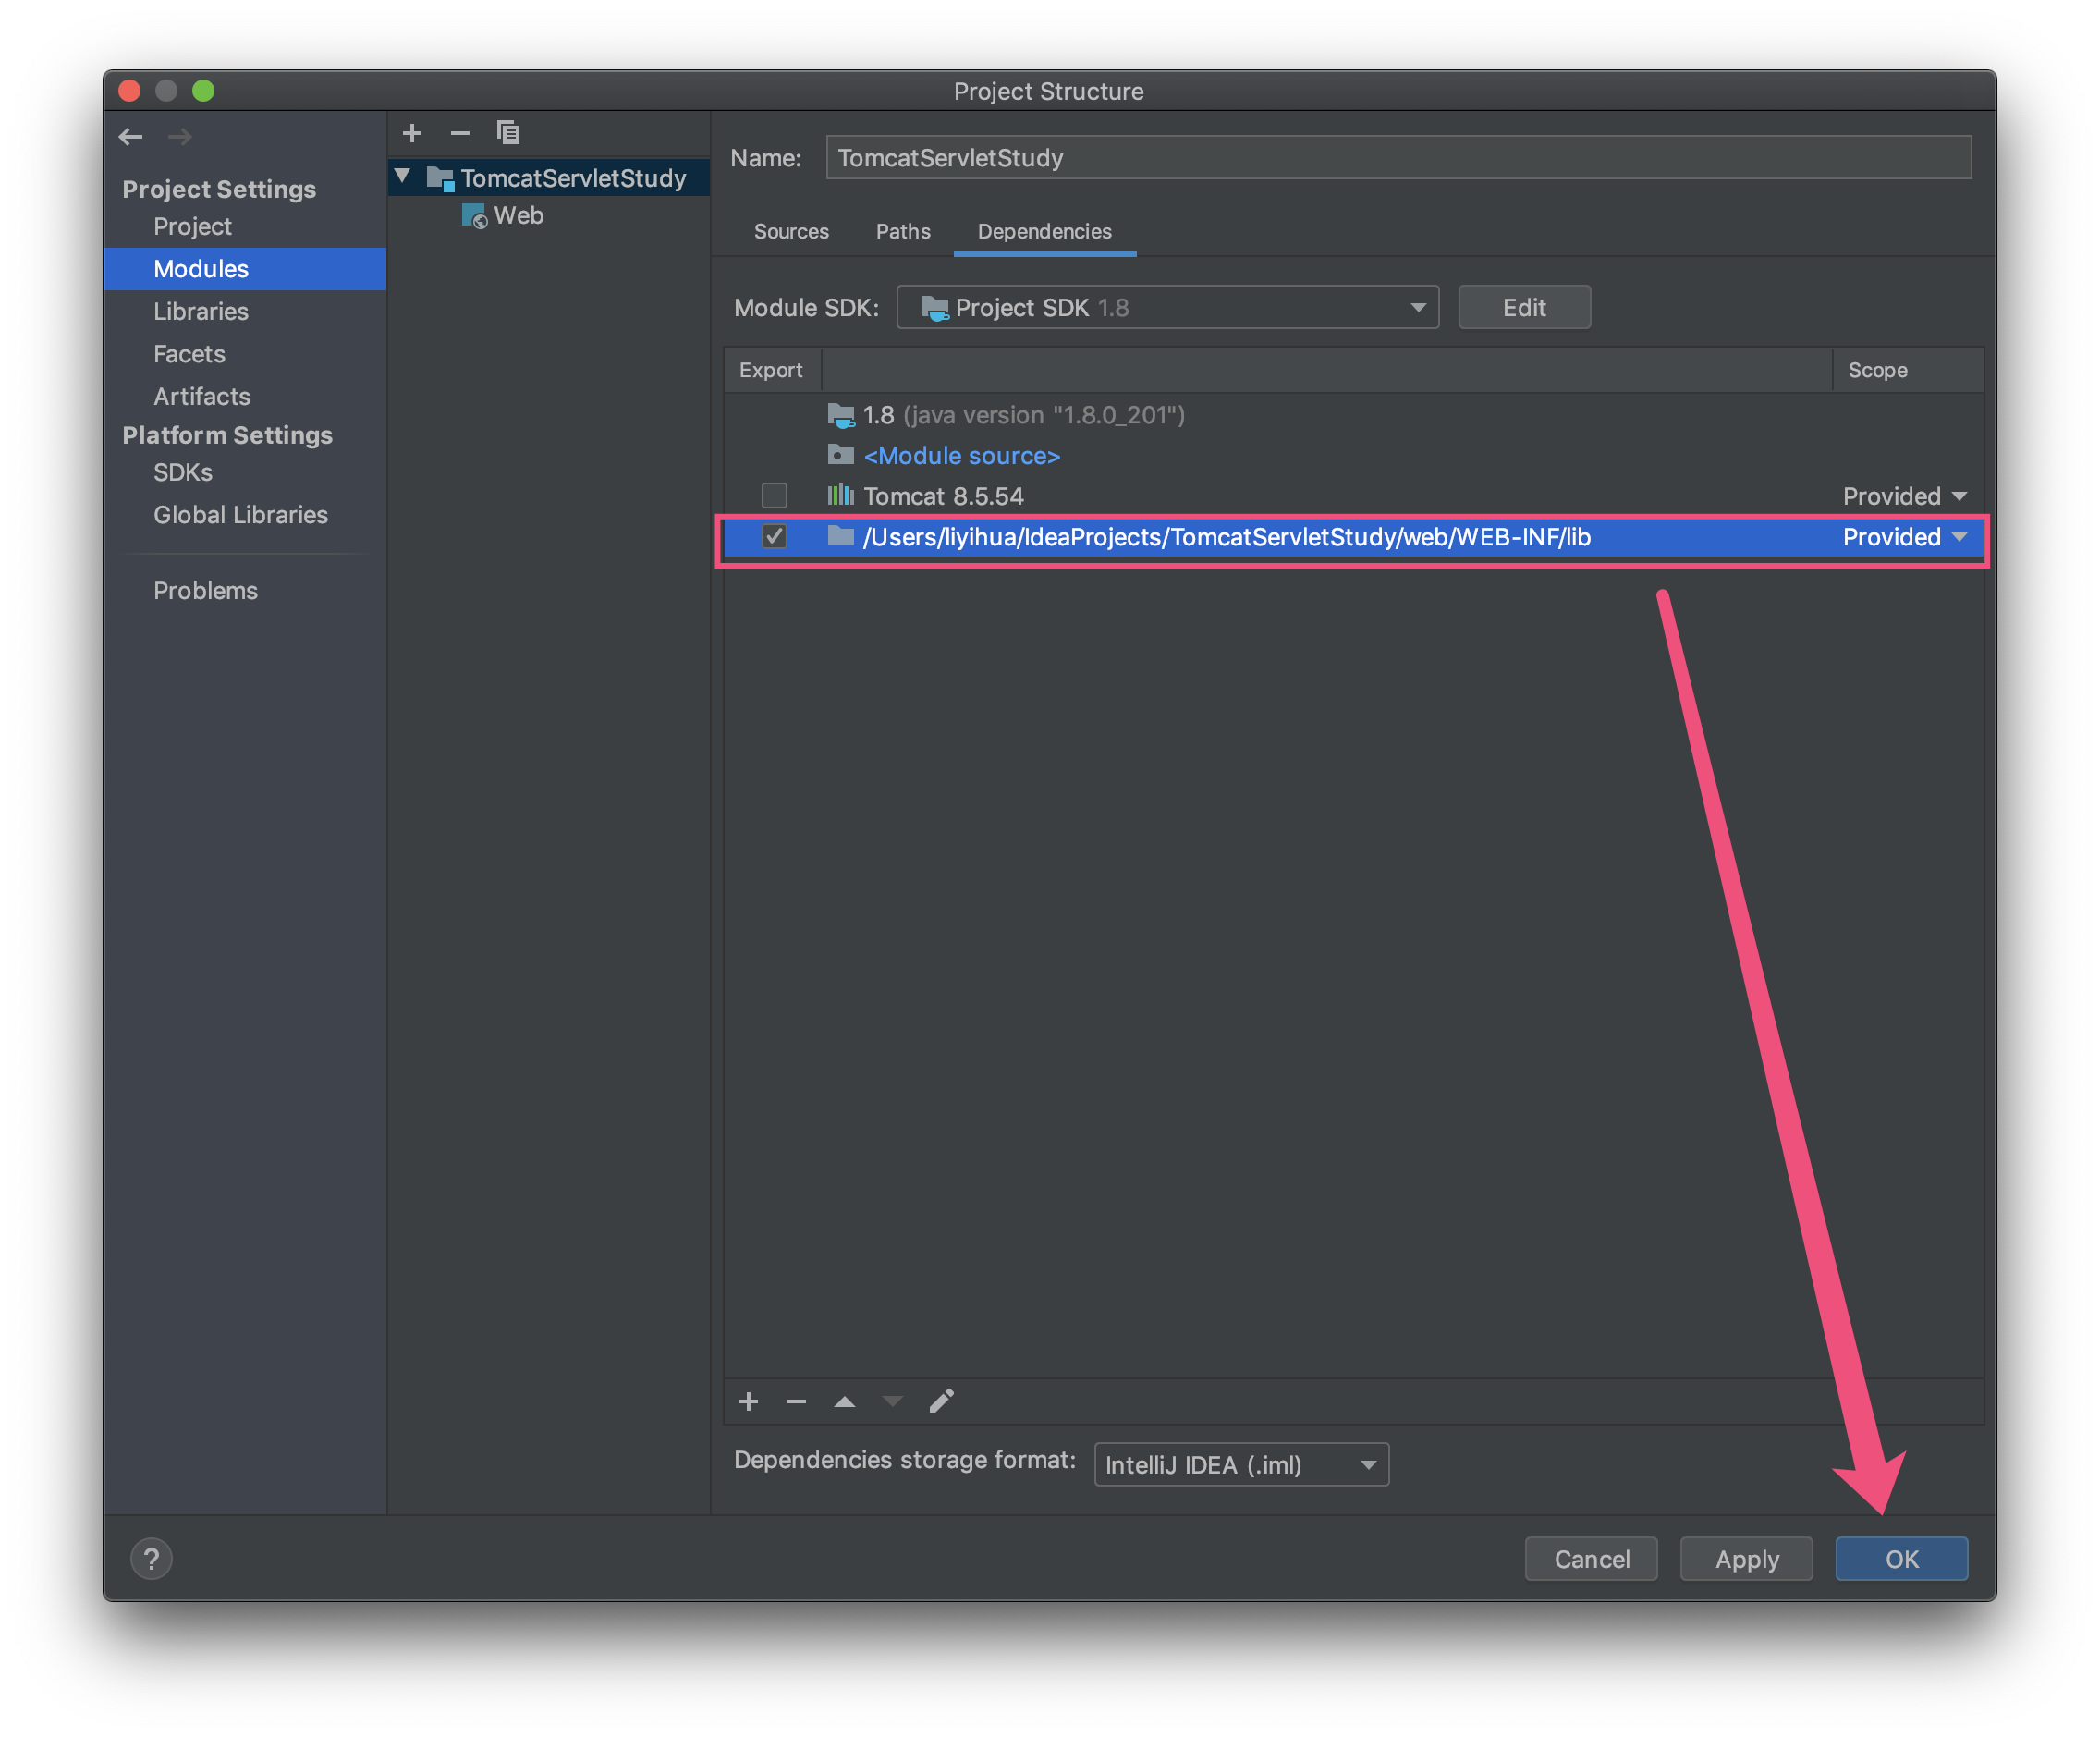 Project Structure
Project Settings
Project
Modules
Libraries
Facets
Artifacts
Platform Settings
SDKs
Global Libraries
Problems
TomcatServletStudy
Web
Name: TomcatServletStudy
Sources Paths Dependencies
Module SDK: Project SDK 1.8 Edit
Export Scope
1.8 (java version "1.8.0_201")
<Module source>
Tomcat 8.5.54 Provided
/Users/liyihua/IdeaProjects/TomcatServletStudy/web/WEB-INF/lib Provided
Dependencies storage format: IntelliJ IDEA (.iml)
? Cancel Apply OK